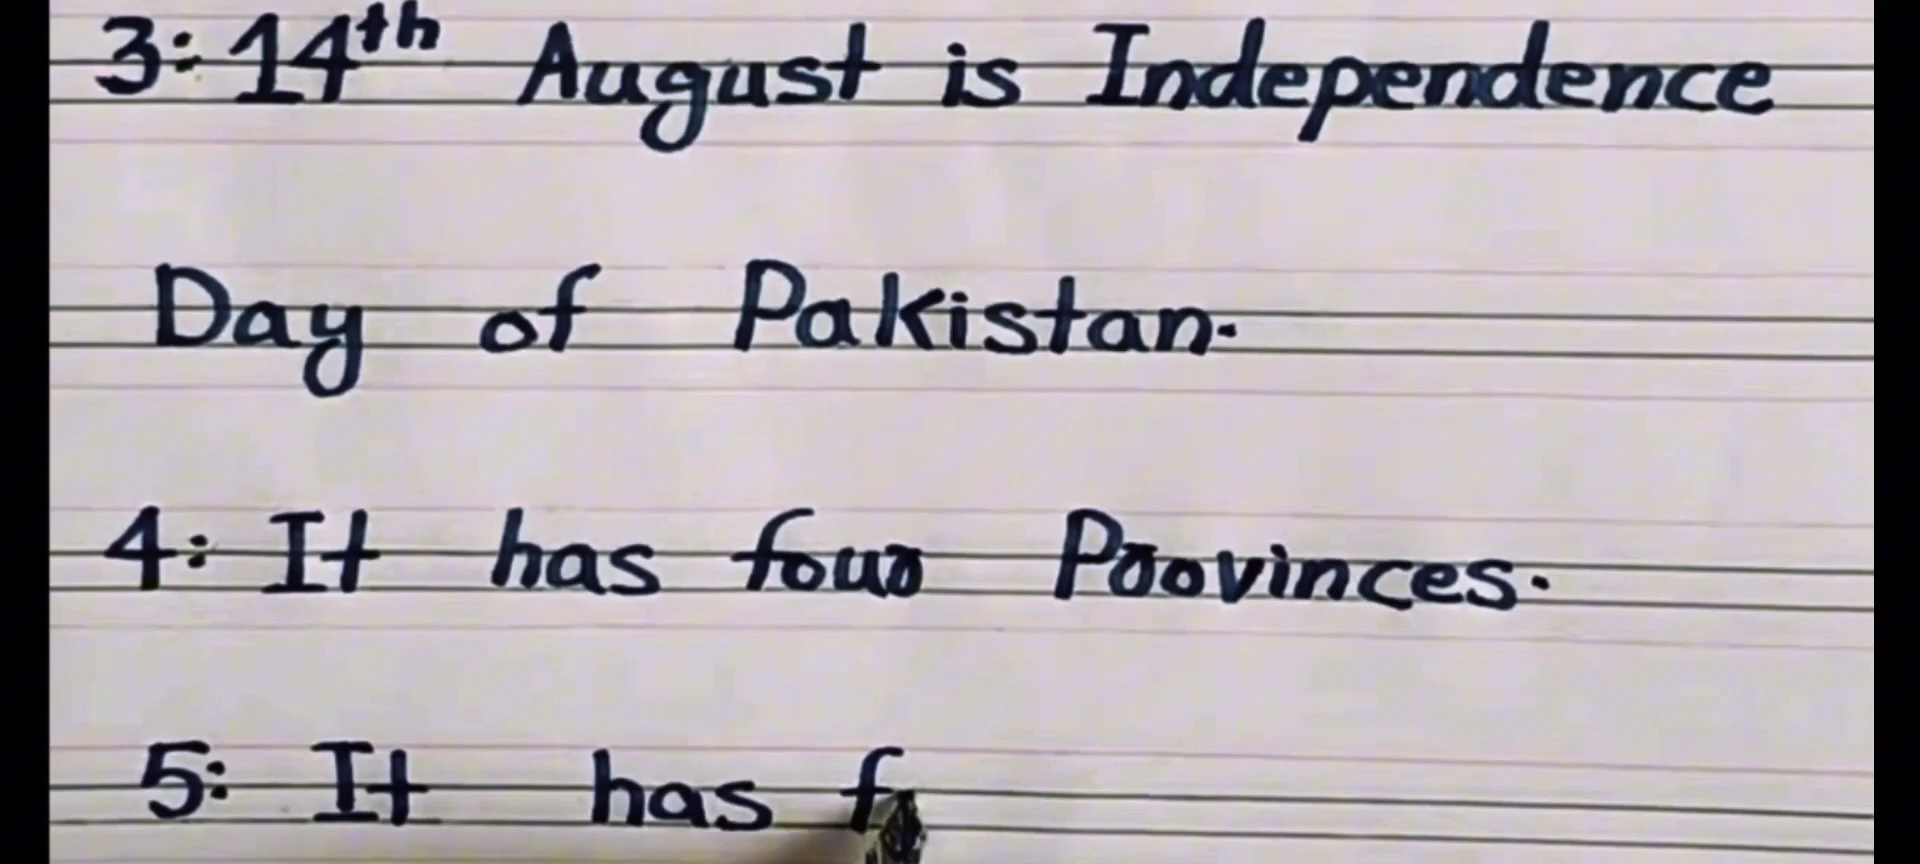 3: 14th August is Independence
Day of Pakistan.
4: It has four Provinces.
5: It has f